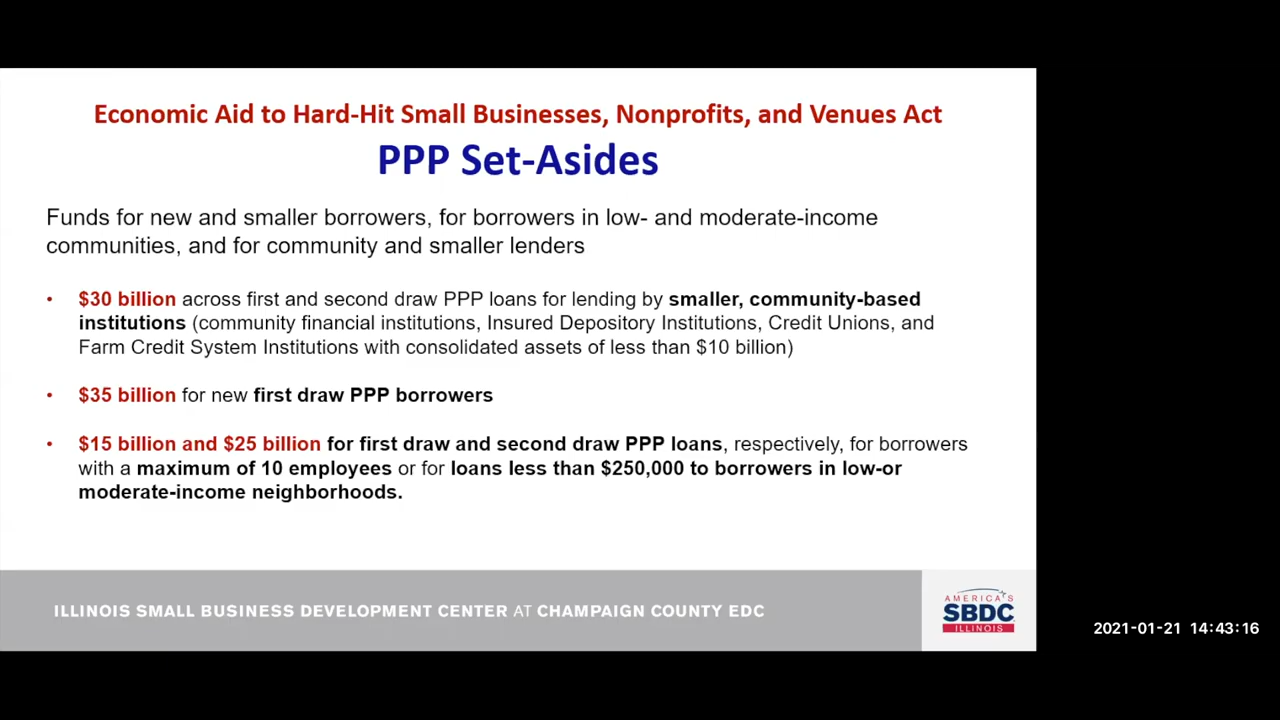 Economic Aid to Hard-Hit Small Businesses, Nonprofits, and Venues Act
PPP Set-Asides
Funds for new and smaller borrowers, for borrowers in low- and moderate-income
communities, and for community and smaller lenders
• $30 billion across first and second draw PPP loans for lending by smaller, community-based
institutions (community financial institutions, Insured Depository Institutions, Credit Unions, and
Farm Credit System Institutions with consolidated assets of less than $10 billion)
• $35 billion for new first draw PPP borrowers
• $15 billion and $25 billion for first draw and second draw PPP loans, respectively, for borrowers
with a maximum of 10 employees or for loans less than $250,000 to borrowers in low-or
moderate-income neighborhoods.
ILLINOIS SMALL BUSINESS DEVELOPMENT CENTER AT CHAMPAIGN COUNTY EDC
AMERICA'S
SBDC
ILLINOIS
2021-01-21 14:43:16